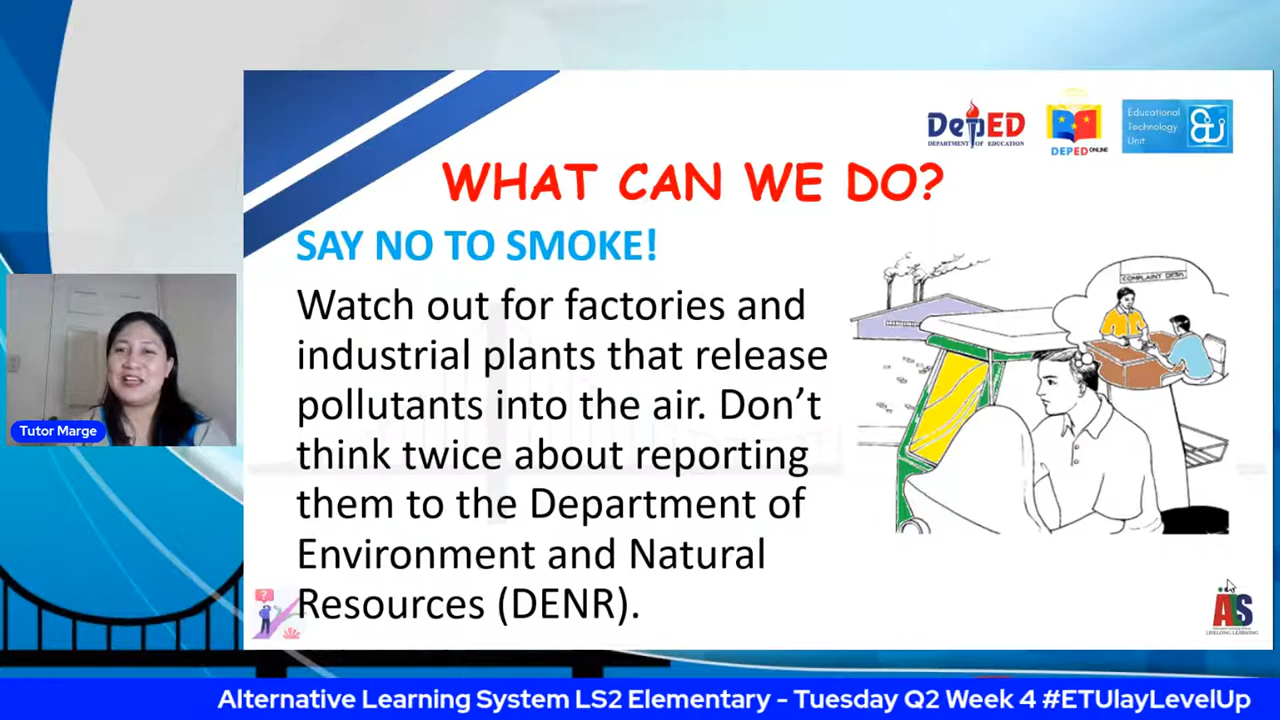 DepED
DEPARTMENT OF EDUCATION
DEPED ONLINE
Educational
Technology
Unit
WHAT CAN WE DO?
SAY NO TO SMOKE!
Watch out for factories and
industrial plants that release
pollutants into the air. Don’t
think twice about reporting
them to the Department of
Environment and Natural
Resources (DENR).
COMPLAINT DESK
Tutor Marge
ALS
LIFELONG LEARNING
Alternative Learning System LS2 Elementary - Tuesday Q2 Week 4 #ETUlayLevelUp